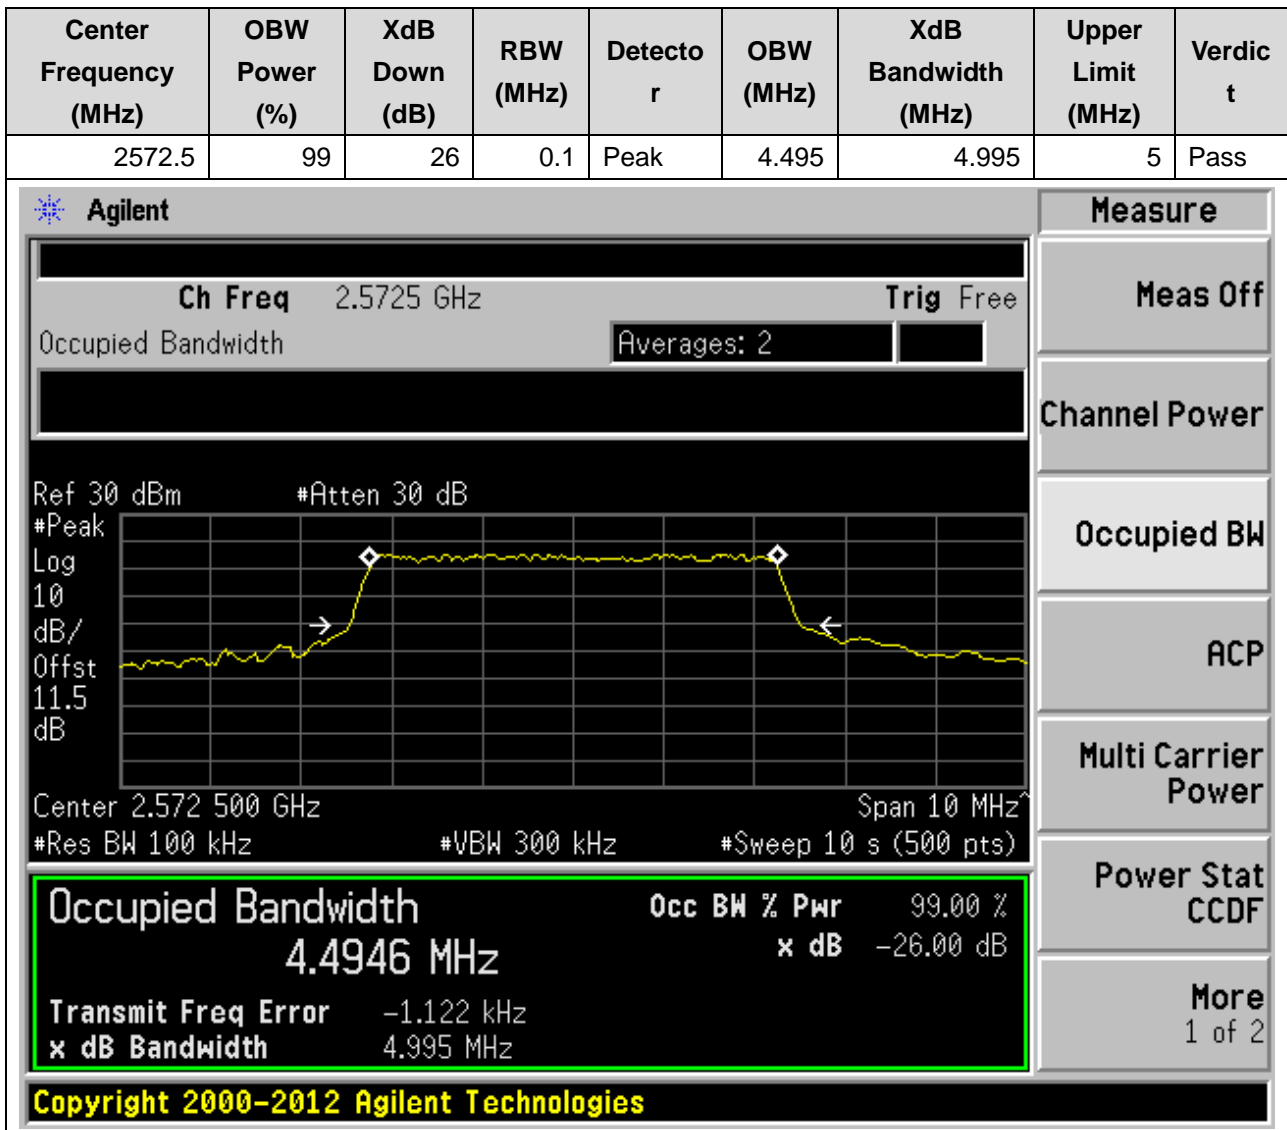 Center Frequency (MHz) OBW Power (%) XdB Down (dB) RBW (MHz) Detecto r OBW (MHz) XdB Bandwidth (MHz) Upper Limit (MHz) Verdic t
2572.5 99 26 0.1 Peak 4.495 4.995 5 Pass
Agilent
Measure
Ch Freq 2.5725 GHz Trig Free
Meas Off
Occupied Bandwidth Averages: 2
Channel Power
Ref 30 dBm #Atten 30 dB
#Peak
Log
10
dB/
Offst
11.5
dB
Occupied BW
ACP
Multi Carrier
Power
Center 2.572 500 GHz Span 10 MHz^
#Res BW 100 kHz #VBW 300 kHz #Sweep 10 s (500 pts)
Power Stat
CCDF
Occupied Bandwidth Occ BW % Pwr 99.00 %
4.4946 MHz x dB -26.00 dB
Transmit Freq Error -1.122 kHz
x dB Bandwidth 4.995 MHz
More
1 of 2
Copyright 2000-2012 Agilent Technologies